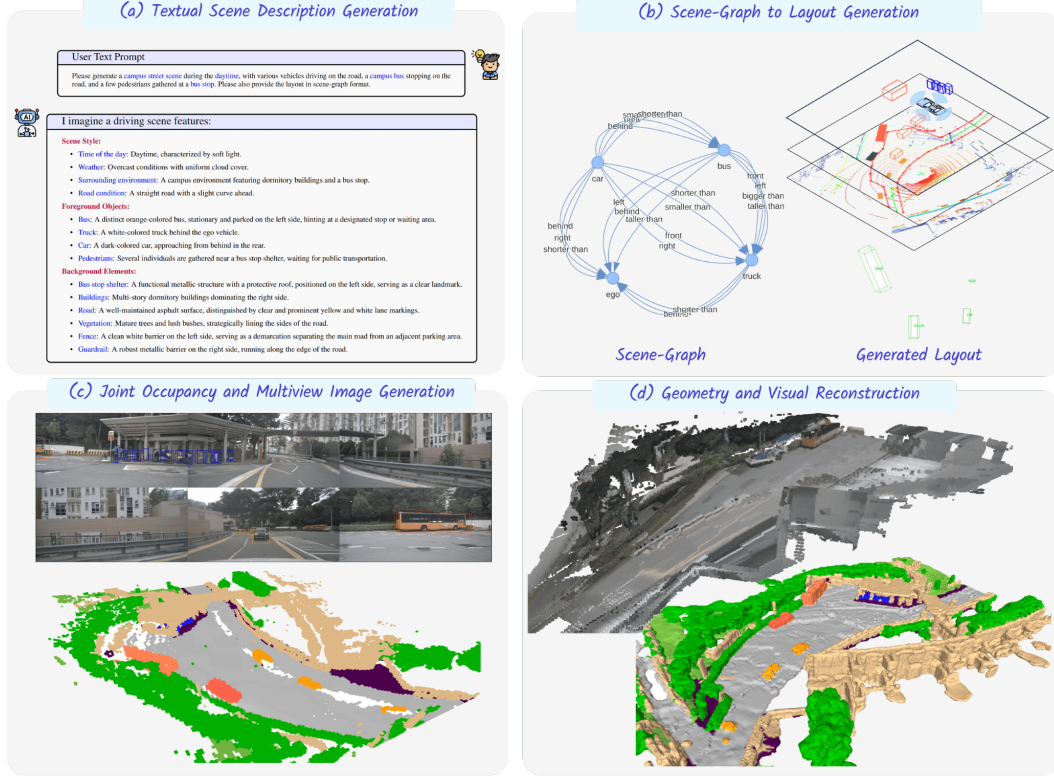 (a) Textual Scene Description Generation
User Text Prompt
Please generate a campus street scene during the daytime, with various vehicles driving on the road, a campus bus stopping on the
road, and a few pedestrians gathered at a bus stop. Please also provide the layout in scene-graph format.
AI
I imagine a driving scene features:
Scene Style:
• Time of the day: Daytime, characterized by soft light.
• Weather: Overcast conditions with uniform cloud cover.
• Surrounding environment: A campus environment featuring dormitory buildings and a bus stop.
• Road condition: A straight road with a slight curve ahead.
Foreground Objects:
• Bus: A distinct orange-colored bus, stationary and parked on the left side, hinting at a designated stop or waiting area.
• Truck: A white-colored truck behind the ego vehicle.
• Car: A dark-colored car, approaching from behind in the rear.
• Pedestrians: Several individuals are gathered near a bus stop shelter, waiting for public transportation.
Background Elements:
• Bus stop shelter: A functional metallic structure with a protective roof, positioned on the left side, serving as a clear landmark.
• Buildings: Multi-story dormitory buildings dominating the right side.
• Road: A well-maintained asphalt surface, distinguished by clear and prominent yellow and white lane markings.
• Vegetation: Mature trees and lush bushes, strategically lining the sides of the road.
• Fence: A clean white barrier on the left side, serving as a demarcation separating the main road from an adjacent parking area.
• Guardrail: A robust metallic barrier on the right side, running along the edge of the road.
(b) Scene-Graph to Layout Generation
shorter than
right
behind
car
bus
front
left
bigger than
taller than
shorter than
smaller than
left
behind
taller than
behind
right
shorter than
front
right
truck
ego
shorter than
behind
Scene-Graph
Generated Layout
(c) Joint Occupancy and Multiview Image Generation
(d) Geometry and Visual Reconstruction